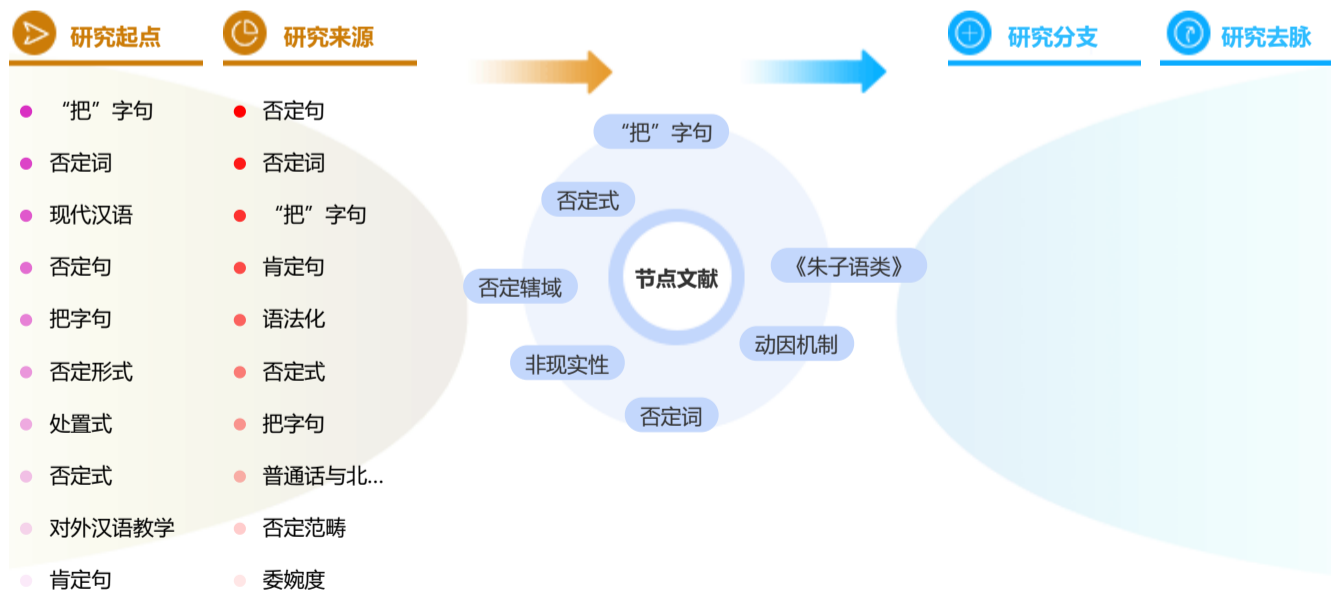 研究起点
研究来源
研究分支
研究去脉
“把”字句
否定词
现代汉语
否定句
把字句
否定形式
处置式
否定式
对外汉语教学
肯定句
否定句
否定词
“把”字句
肯定句
语法化
否定式
把字句
普通话与北...
否定范畴
委婉度
“把”字句
否定式
否定辖域
非现实性
否定词
动因机制
《朱子语类》
节点文献